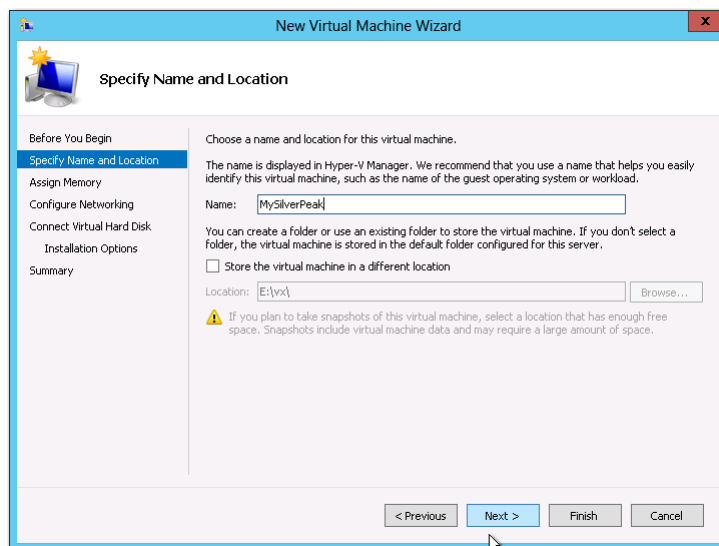 New Virtual Machine Wizard
x
Specify Name and Location
Before You Begin
Specify Name and Location
Assign Memory
Configure Networking
Connect Virtual Hard Disk
Installation Options
Summary
Choose a name and location for this virtual machine.
The name is displayed in Hyper-V Manager. We recommend that you use a name that helps you easily
identify this virtual machine, such as the name of the guest operating system or workload.
Name: MySilverPeak
You can create a folder or use an existing folder to store the virtual machine. If you don't select a
folder, the virtual machine is stored in the default folder configured for this server.
Store the virtual machine in a different location
Location: E:\vx\ Browse...
If you plan to take snapshots of this virtual machine, select a location that has enough free
space. Snapshots include virtual machine data and may require a large amount of space.
< Previous Next > Finish Cancel